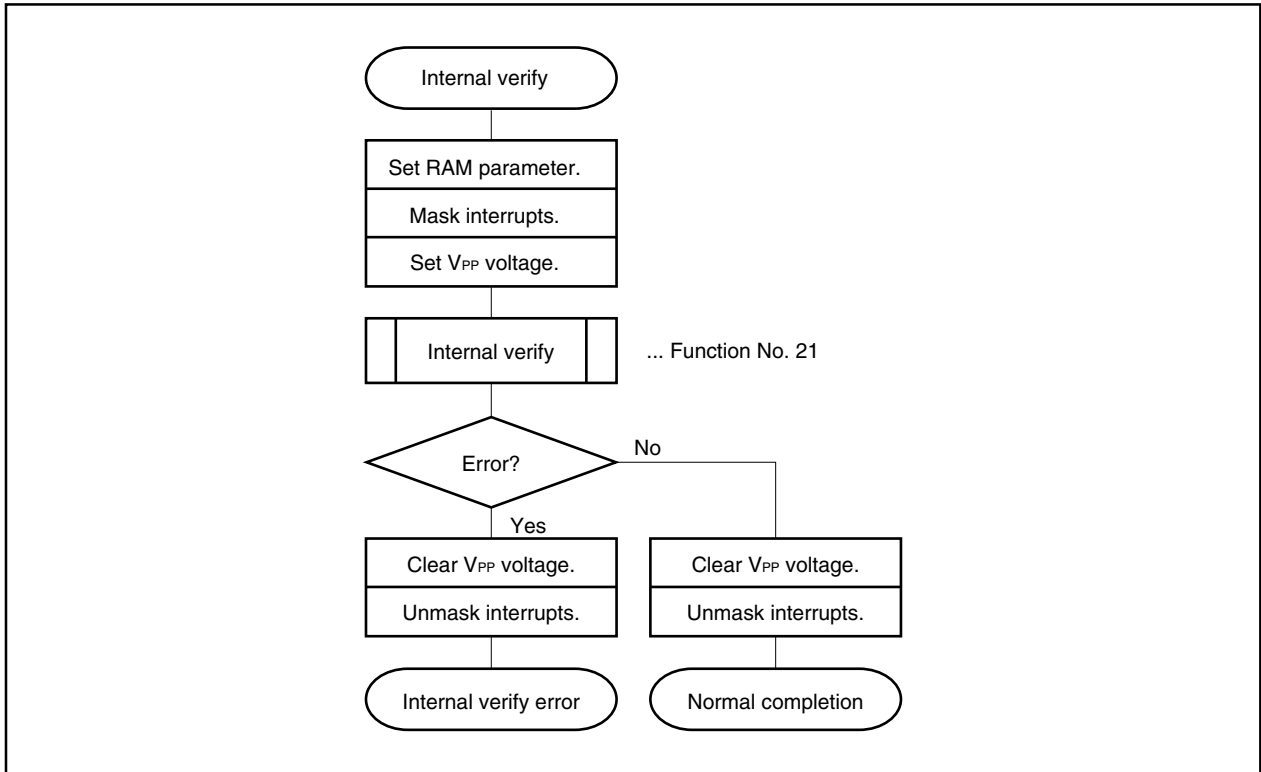 Internal verify
Set RAM parameter.
Mask interrupts.
Set VPP voltage.
Internal verify
... Function No. 21
Error?
No
Yes
Clear VPP voltage.
Unmask interrupts.
Internal verify error
Clear VPP voltage.
Unmask interrupts.
Normal completion